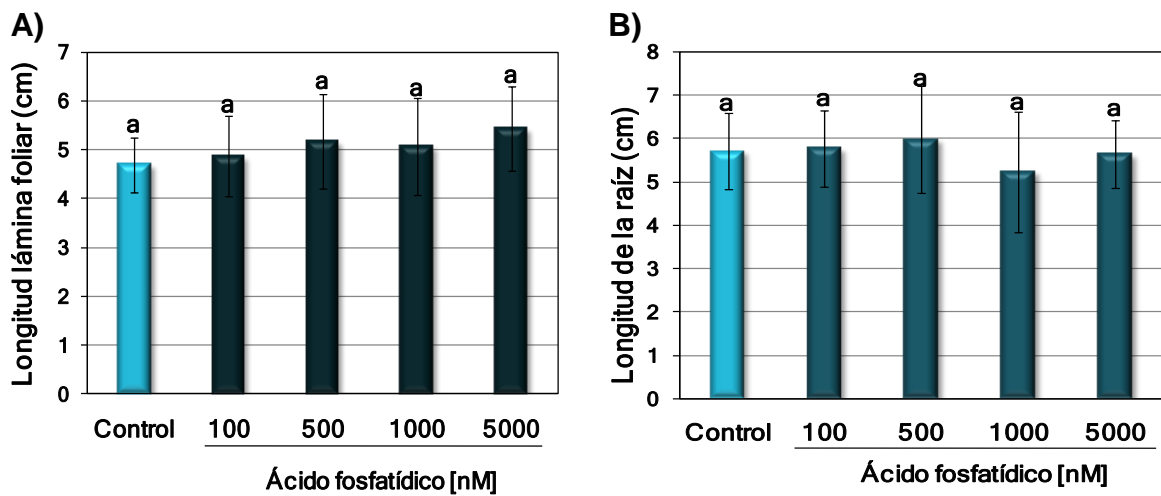 A)
Longitud lámina foliar (cm)
7
6
5
4
3
2
1
0
a
a
a
a
a
Control
100
500
1000
5000
Ácido fosfatídico [nM]
B)
Longitud de la raíz (cm)
8
7
6
5
4
3
2
1
0
a
a
a
a
a
Control
100
500
1000
5000
Ácido fosfatídico [nM]